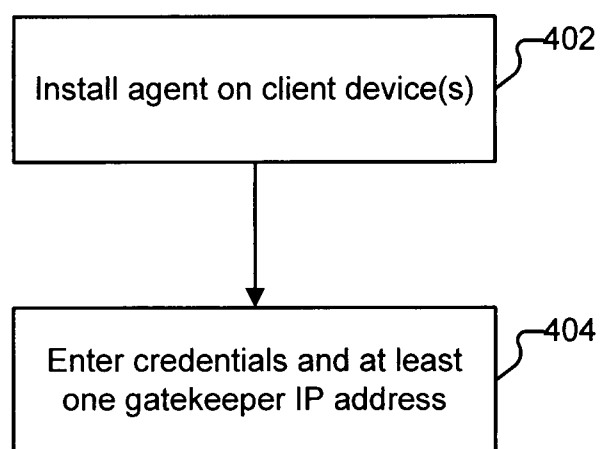 402
Install agent on client device(s)
404
Enter credentials and at least
one gatekeeper IP address